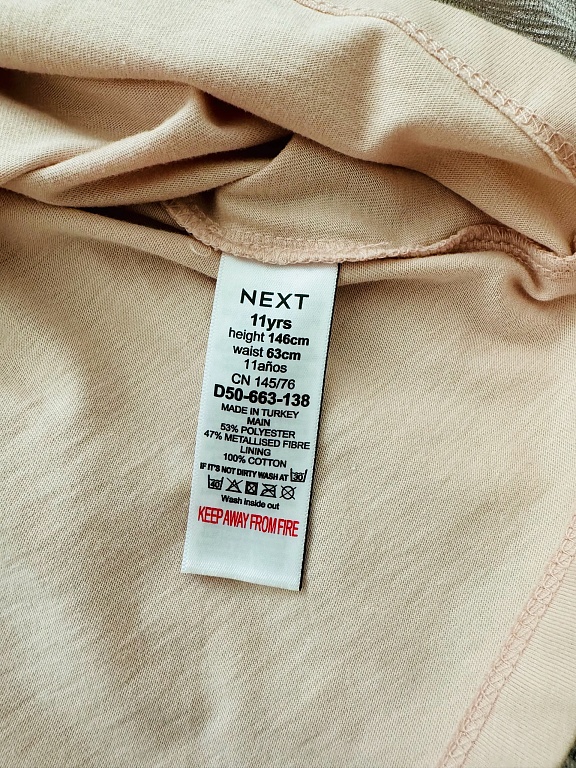 NEXT
11yrs
height 146cm
waist 63cm
11años
CN 145/76
D50-663-138
MADE IN TURKEY
MAIN
53% POLYESTER
47% METALLISED FIBRE
LINING
100% COTTON
IF IT'S NOT DIRTY WASH AT 30
40
Wash inside out
KEEP AWAY FROM FIRE